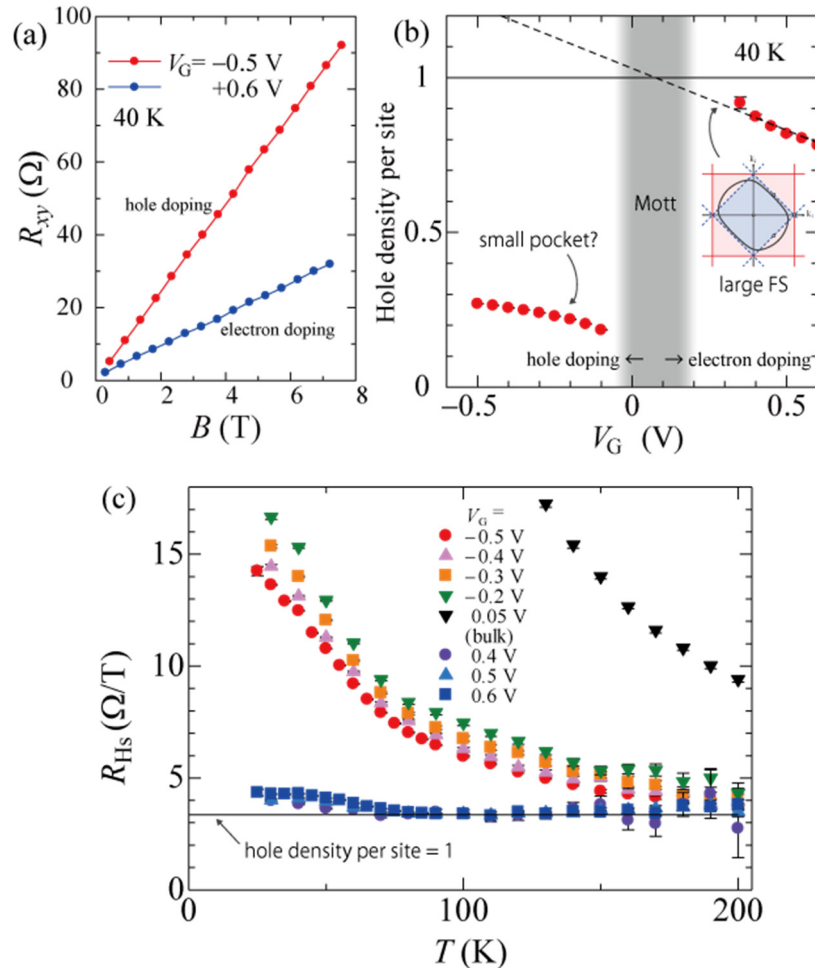 (a)
R_xy (Ω)
100
80
60
40
20
0
V_G = −0.5 V
+0.6 V
40 K
hole doping
electron doping
0 2 4 6 8
B (T)
(b)
Hole density per site
1
0.5
0
40 K
Mott
small pocket?
large FS
hole doping ← → electron doping
−0.5 0 0.5
V_G (V)
(c)
R_Hs (Ω/T)
15
10
5
0
V_G =
−0.5 V
−0.4 V
−0.3 V
−0.2 V
0.05 V
(bulk)
0.4 V
0.5 V
0.6 V
hole density per site = 1
0 100 200
T (K)